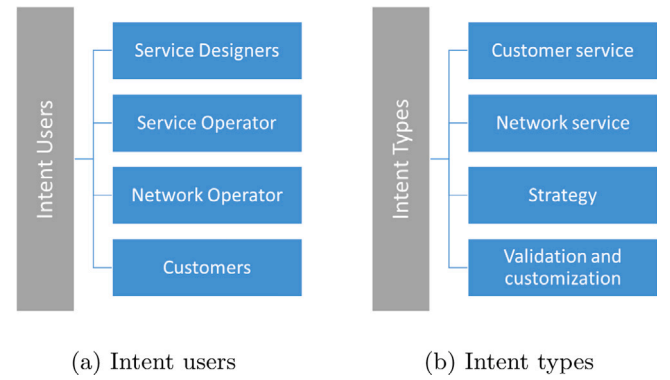 Intent Users
Service Designers
Service Operator
Network Operator
Customers
(a) Intent users
Intent Types
Customer service
Network service
Strategy
Validation and
customization
(b) Intent types